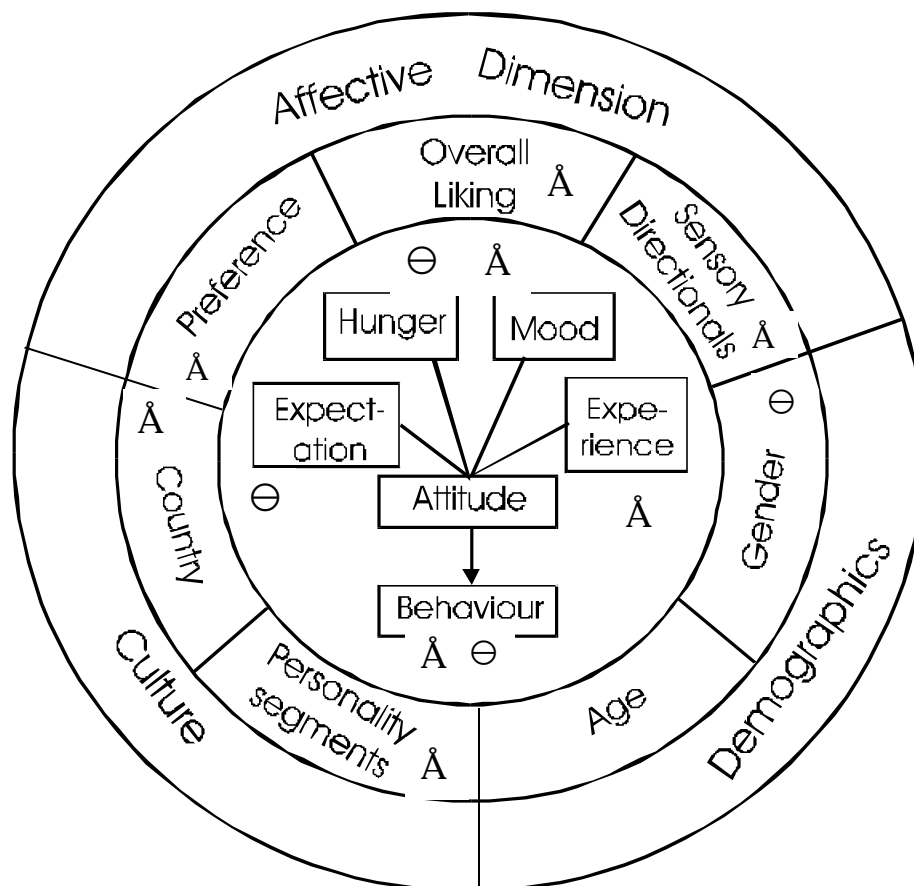 Affective Dimension
Overall
Liking Å
Sensory
Directionals Å
Preference
Å
⊖ Å
Hunger
Mood
Expect-
ation
Expe-
rience
Å
⊖
Country
⊖
Attitude
Å
Gender
Behaviour
Å ⊖
Culture
Personality
segments Å
Age
Demographics